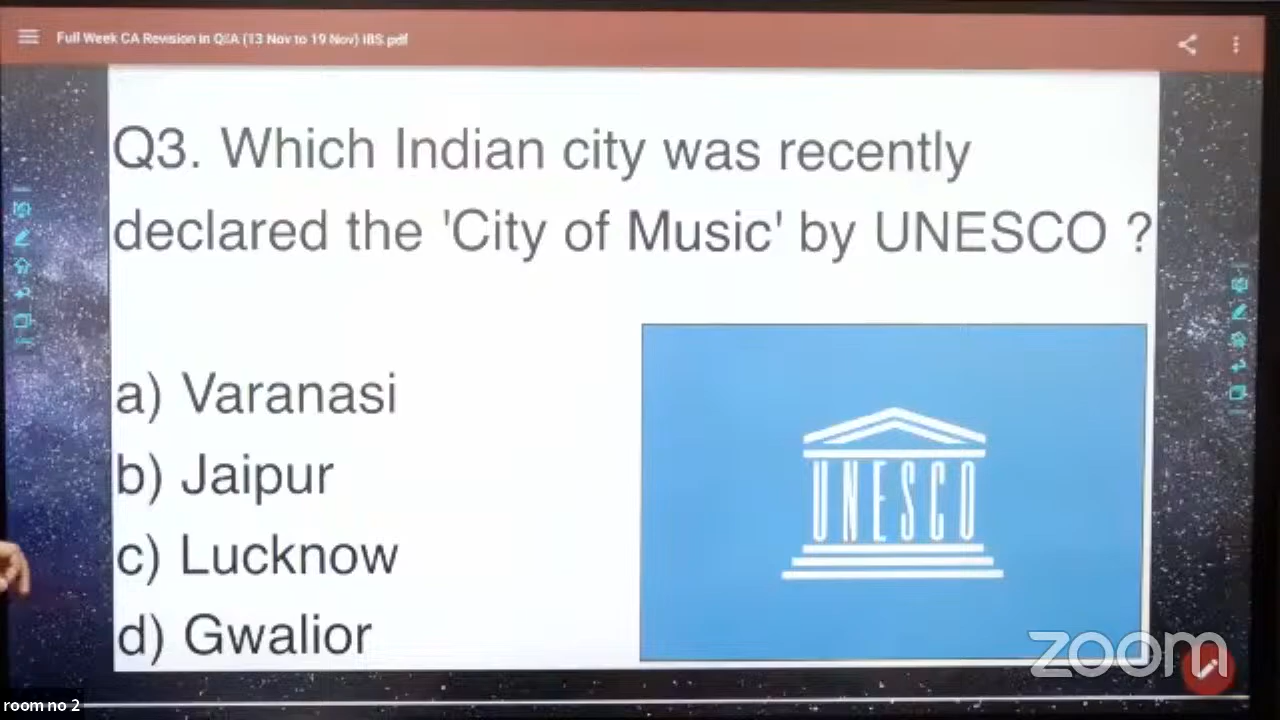 Full Week CA Revision in Q&A (13 Nov to 19 Nov) IBS.pdf
Q3. Which Indian city was recently
declared the 'City of Music' by UNESCO ?
a) Varanasi
b) Jaipur
c) Lucknow
d) Gwalior
UNESCO
zoom
room no 2